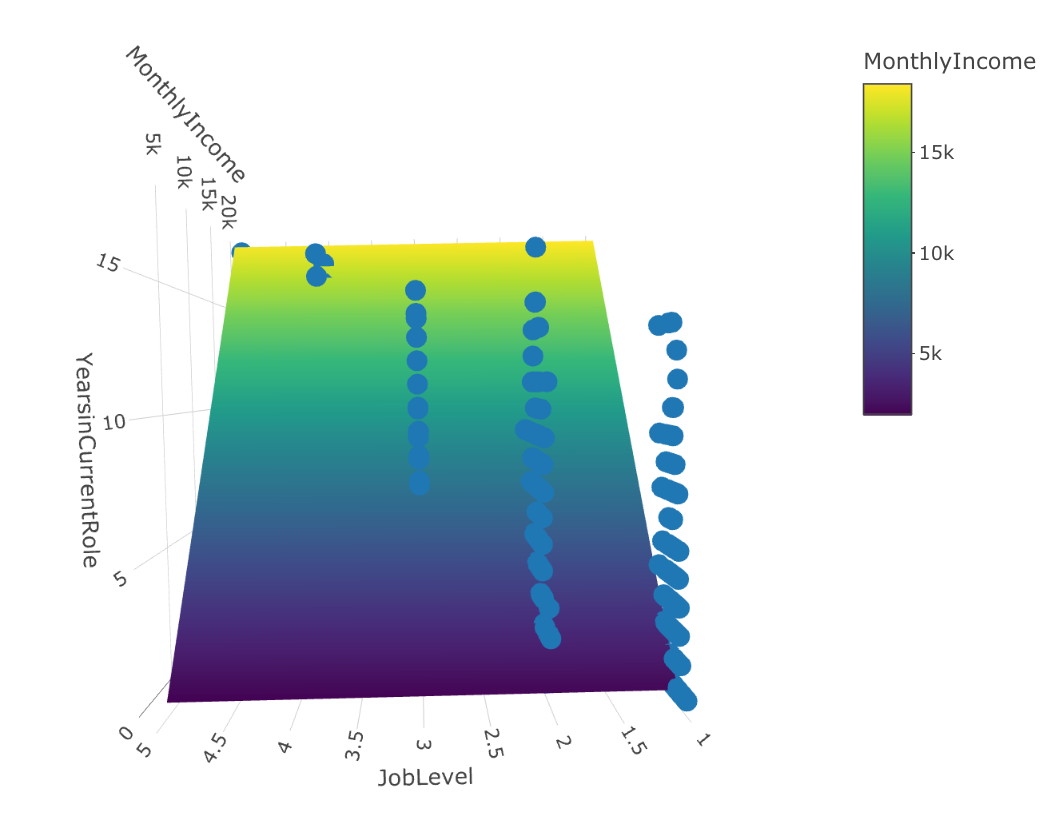 MonthlyIncome
15k
10k
5k
MonthlyIncome
5k
10k
15k
20k
YearsinCurrentRole
15
10
5
0
JobLevel
5
4.5
4
3.5
3
2.5
2
1.5
1